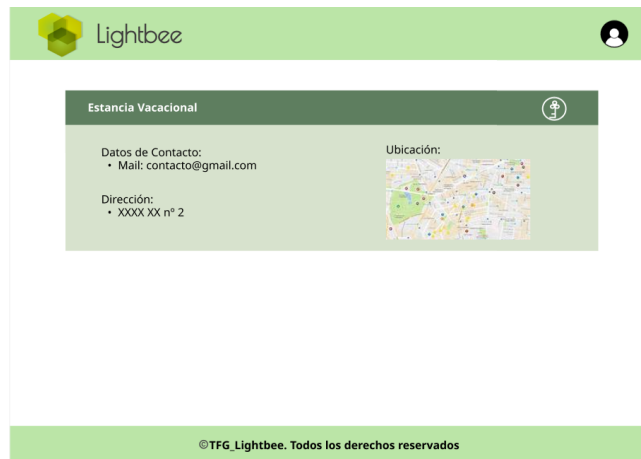 Lightbee
Estancia Vacacional
Datos de Contacto:
• Mail: contacto@gmail.com
Dirección:
• XXXX XX nº 2
Ubicación:
©TFG_Lightbee. Todos los derechos reservados